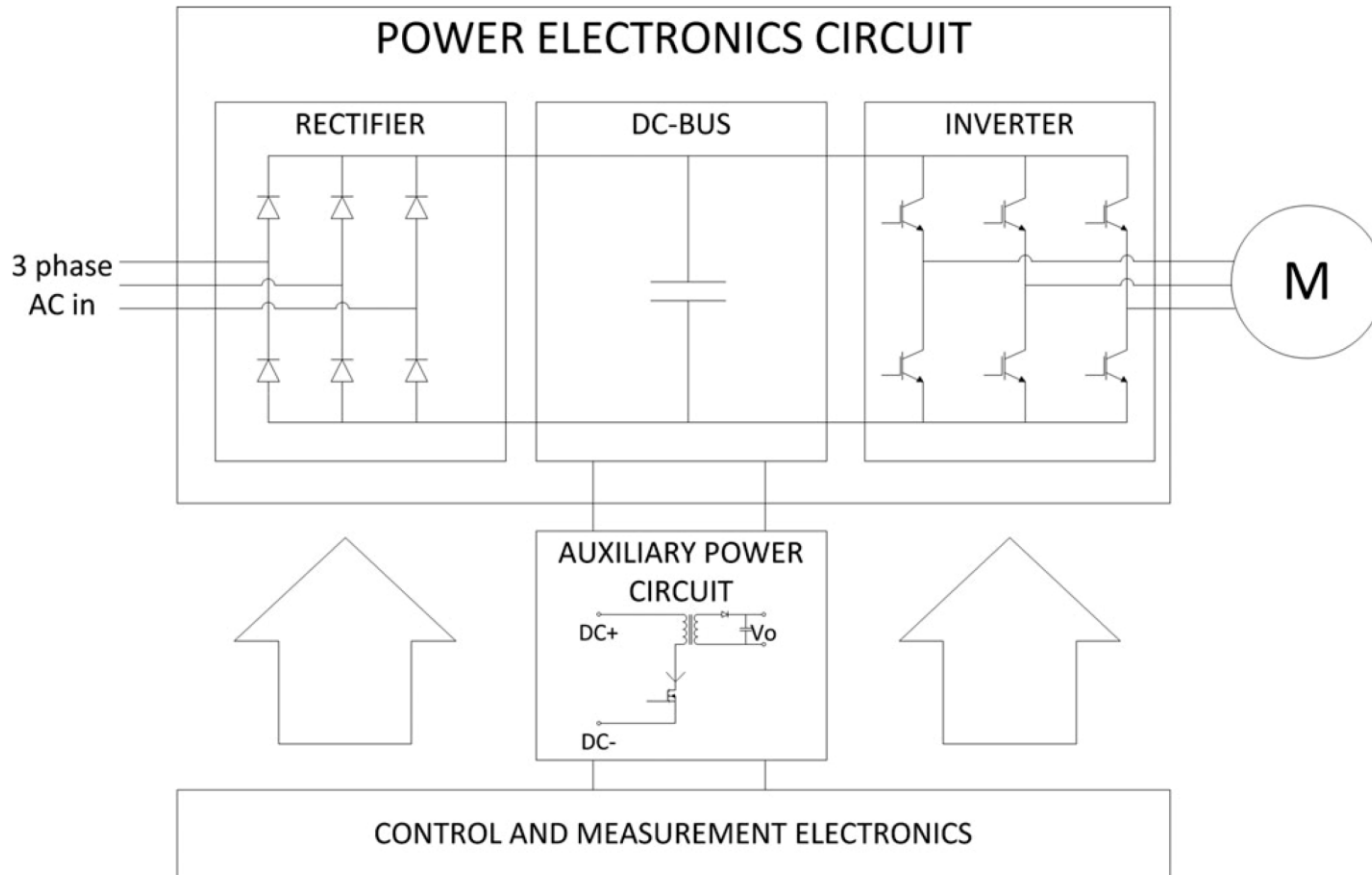 POWER ELECTRONICS CIRCUIT
RECTIFIER
DC-BUS
INVERTER
3 phase
AC in
M
AUXILIARY POWER
CIRCUIT
DC+
Vo
DC-
CONTROL AND MEASUREMENT ELECTRONICS